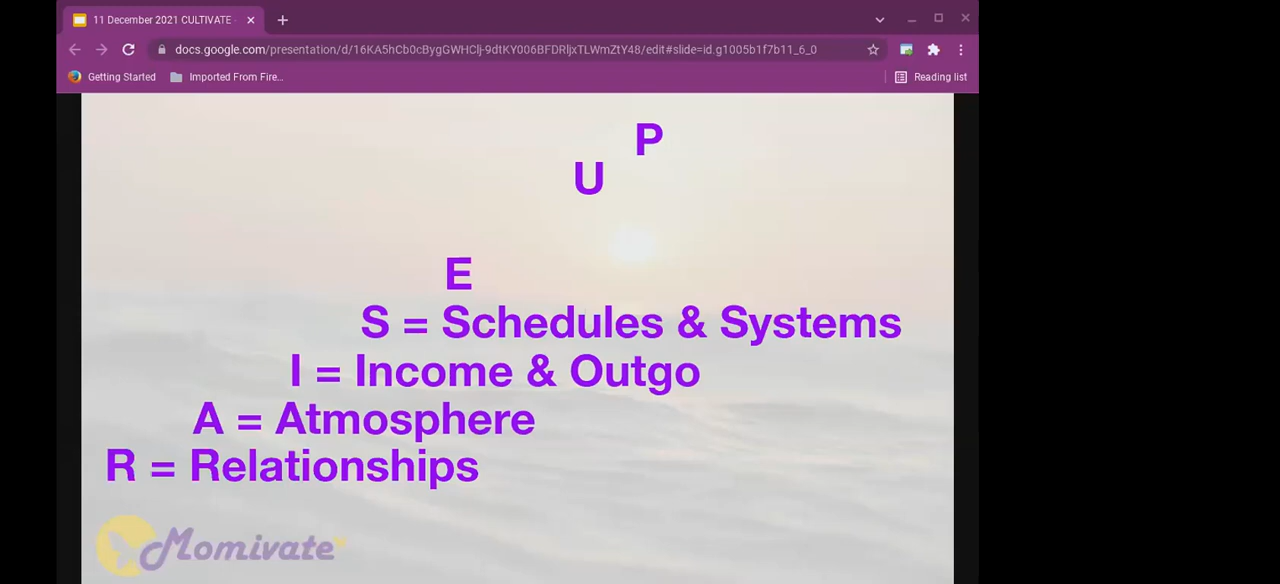 11 December 2021 CULTIVATE
docs.google.com/presentation/d/16KA5hCb0cBygGWHClj-9dtKY006BFDRljxTLWmZtY48/edit#slide=id.g1005b1f7b11_6_0
Getting Started
Imported From Fire...
Reading list
P
U
E
S = Schedules & Systems
I = Income & Outgo
A = Atmosphere
R = Relationships
Momivate